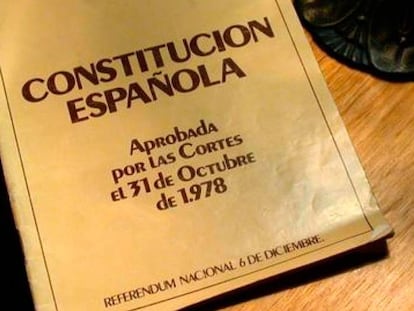 CONSTITUCION
ESPAÑOLA
APROBADA
POR LAS CORTES
EL 31 de OCTUBRE
de 1.978
REFERENDUM NACIONAL 6 DE DICIEMBRE.